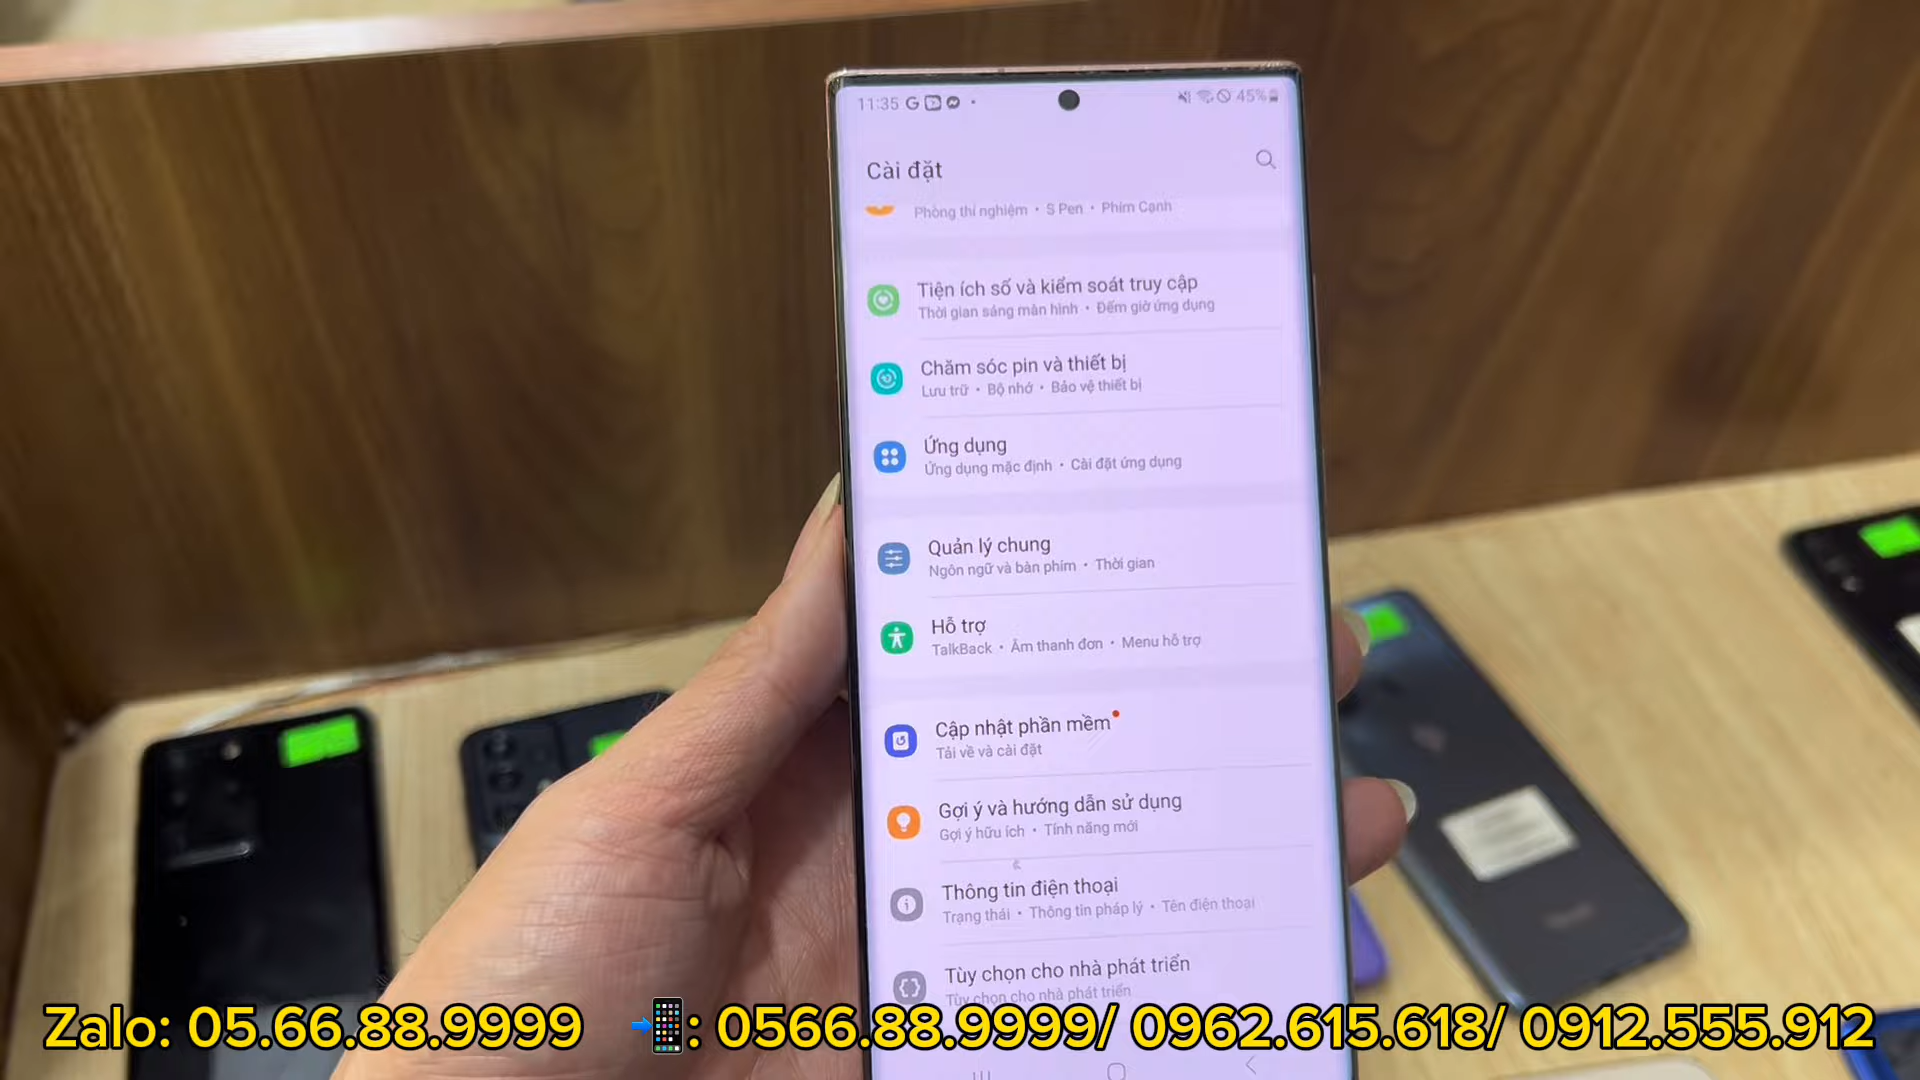 11:35
45%
Cài đặt
Phòng thí nghiệm • S Pen • Phím Cạnh
Tiện ích số và kiểm soát truy cập
Thời gian sáng màn hình • Đếm giờ ứng dụng
Chăm sóc pin và thiết bị
Lưu trữ • Bộ nhớ • Bảo vệ thiết bị
Ứng dụng
Ứng dụng mặc định • Cài đặt ứng dụng
Quản lý chung
Ngôn ngữ và bàn phím • Thời gian
Hỗ trợ
TalkBack • Âm thanh đơn • Menu hỗ trợ
Cập nhật phần mềm
Tải về và cài đặt
Gợi ý và hướng dẫn sử dụng
Gợi ý hữu ích • Tính năng mới
Thông tin điện thoại
Trạng thái • Thông tin pháp lý • Tên điện thoại
Tùy chọn cho nhà phát triển
Tùy chọn cho nhà phát triển
Zalo: 05.66.88.9999 📲: 0566.88.9999/ 0962.615.618/ 0912.555.912